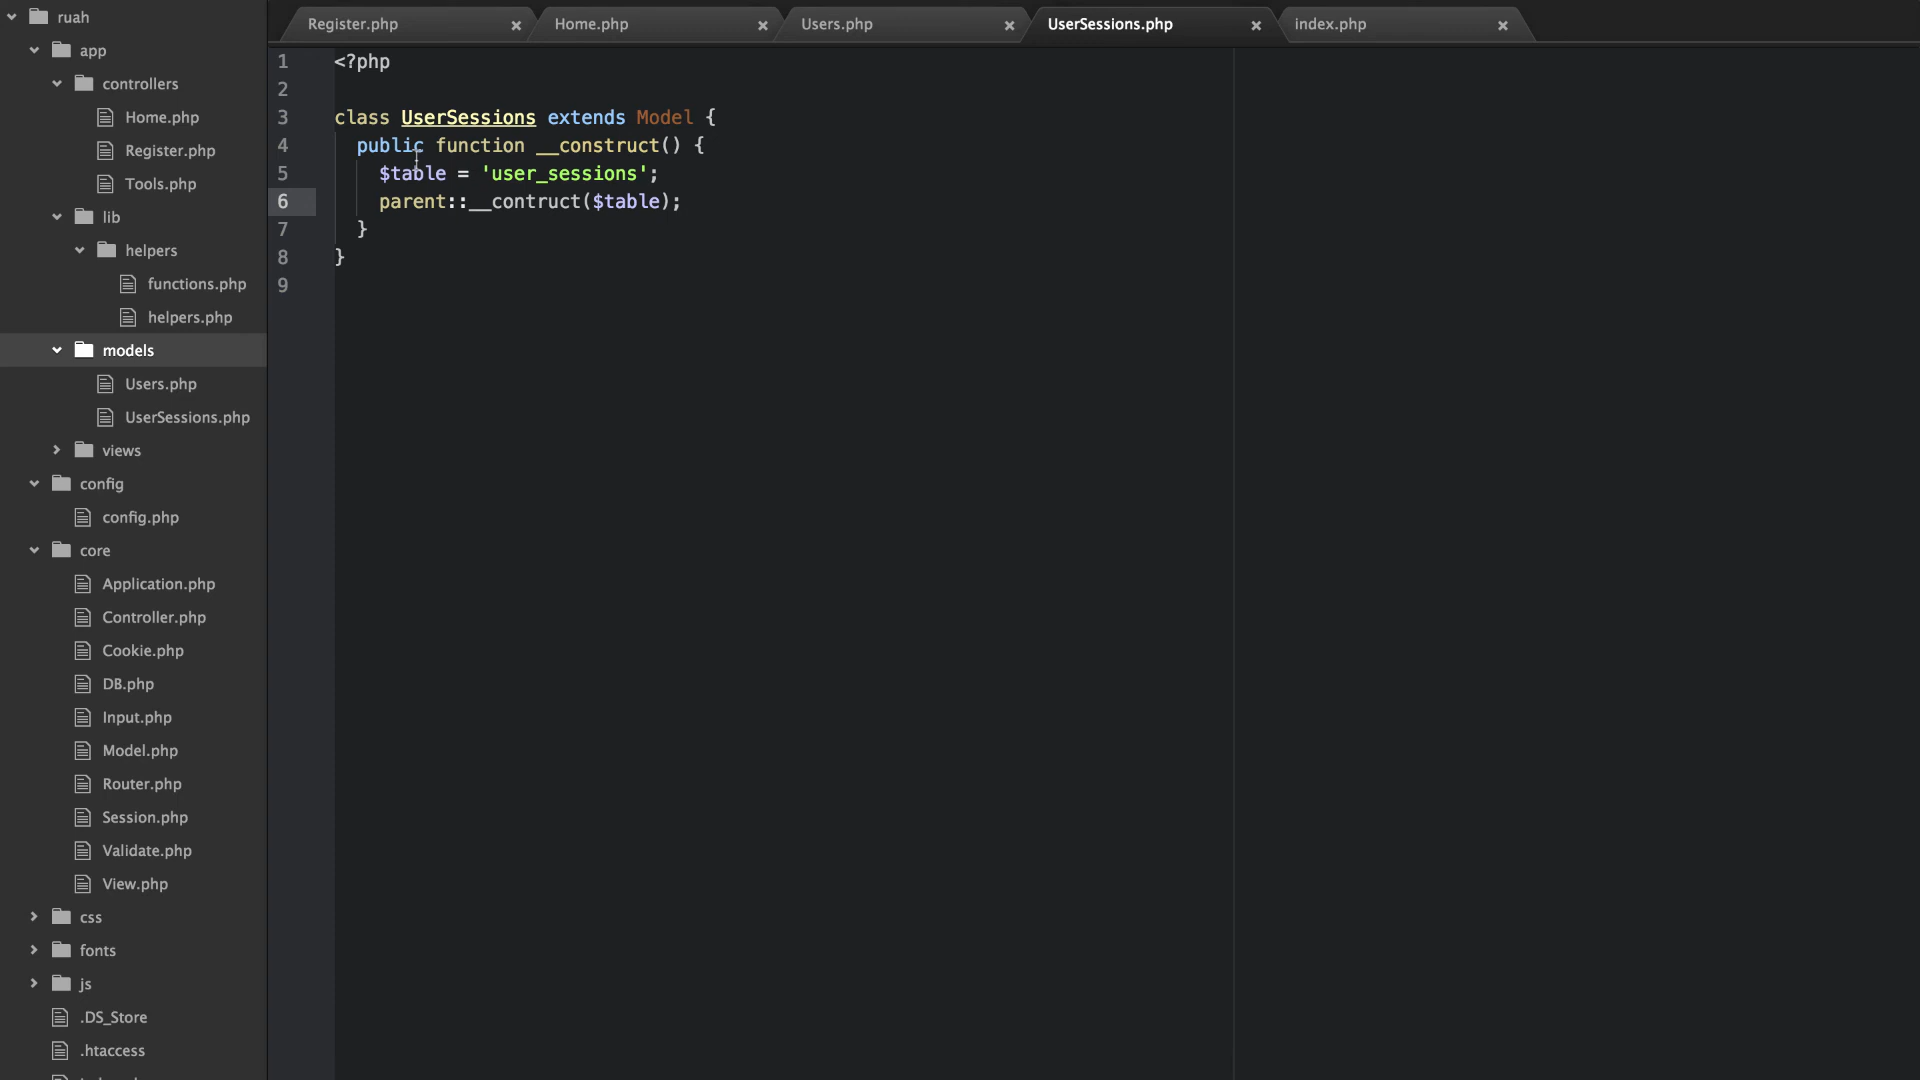 ruah
app
controllers
Home.php
Register.php
Tools.php
lib
helpers
functions.php
helpers.php
models
Users.php
UserSessions.php
views
config
config.php
core
Application.php
Controller.php
Cookie.php
DB.php
Input.php
Model.php
Router.php
Session.php
Validate.php
View.php
css
fonts
js
.DS_Store
.htaccess
Register.php Home.php Users.php UserSessions.php index.php
1 <?php
2
3 class UserSessions extends Model {
4 public function __construct() {
5 $table = 'user_sessions';
6 parent::__contruct($table);
7 }
8 }
9